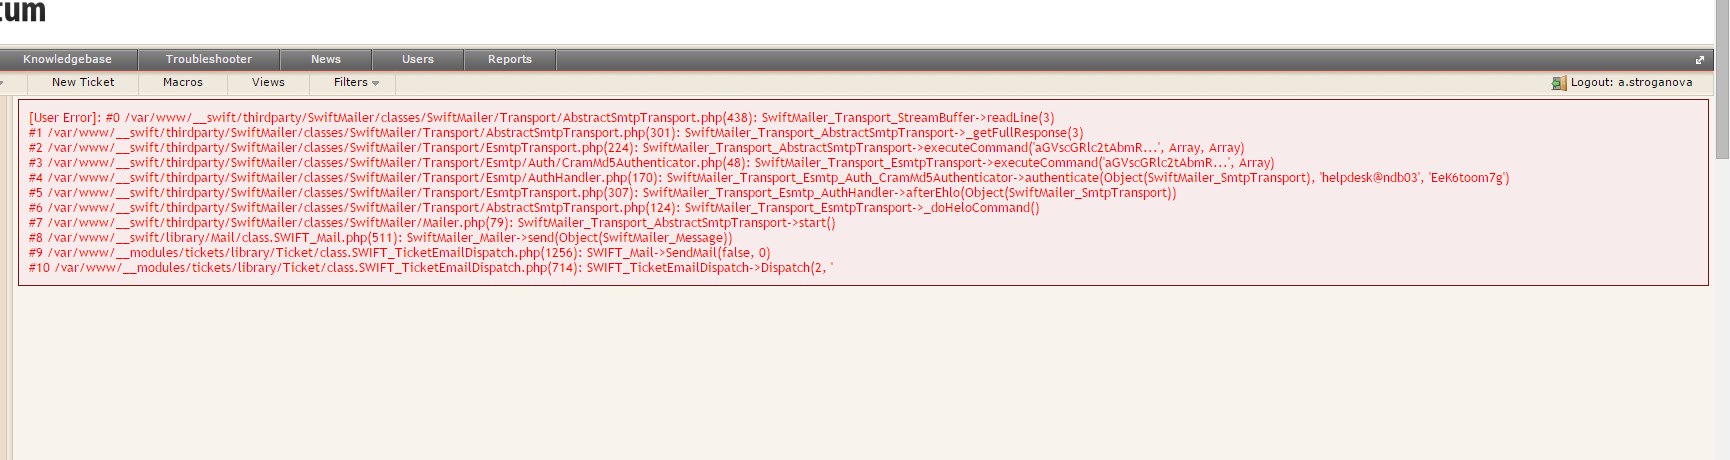 tum
Knowledgebase Troubleshooter News Users Reports
New Ticket Macros Views Filters Logout: a.stroganova
[User Error]: #0 /var/www/__swift/thirdparty/SwiftMailer/classes/SwiftMailer/Transport/AbstractSmtpTransport.php(438): SwiftMailer_Transport_StreamBuffer->readLine(3)
#1 /var/www/__swift/thirdparty/SwiftMailer/classes/SwiftMailer/Transport/AbstractSmtpTransport.php(301): SwiftMailer_Transport_AbstractSmtpTransport->_getFullResponse(3)
#2 /var/www/__swift/thirdparty/SwiftMailer/classes/SwiftMailer/Transport/EsmtpTransport.php(224): SwiftMailer_Transport_AbstractSmtpTransport->executeCommand('aGVscGRlc2tAbmR...', Array, Array)
#3 /var/www/__swift/thirdparty/SwiftMailer/classes/SwiftMailer/Transport/Esmtp/Auth/CramMd5Authenticator.php(48): SwiftMailer_Transport_EsmtpTransport->executeCommand('aGVscGRlc2tAbmR...', Array)
#4 /var/www/__swift/thirdparty/SwiftMailer/classes/SwiftMailer/Transport/Esmtp/AuthHandler.php(170): SwiftMailer_Transport_Esmtp_Auth_CramMd5Authenticator->authenticate(Object(SwiftMailer_SmtpTransport), 'helpdesk@ndb03', 'EeK6toom7g')
#5 /var/www/__swift/thirdparty/SwiftMailer/classes/SwiftMailer/Transport/EsmtpTransport.php(307): SwiftMailer_Transport_Esmtp_AuthHandler->afterEhlo(Object(SwiftMailer_SmtpTransport))
#6 /var/www/__swift/thirdparty/SwiftMailer/classes/SwiftMailer/Transport/AbstractSmtpTransport.php(124): SwiftMailer_Transport_EsmtpTransport->_doHeloCommand()
#7 /var/www/__swift/thirdparty/SwiftMailer/classes/SwiftMailer/Mailer.php(79): SwiftMailer_Transport_AbstractSmtpTransport->start()
#8 /var/www/__swift/library/Mail/class.SWIFT_Mail.php(511): SwiftMailer_Mailer->send(Object(SwiftMailer_Message))
#9 /var/www/__modules/tickets/library/Ticket/class.SWIFT_TicketEmailDispatch.php(1256): SWIFT_Mail->SendMail(false, 0)
#10 /var/www/__modules/tickets/library/Ticket/class.SWIFT_TicketEmailDispatch.php(714): SWIFT_TicketEmailDispatch->Dispatch(2, '